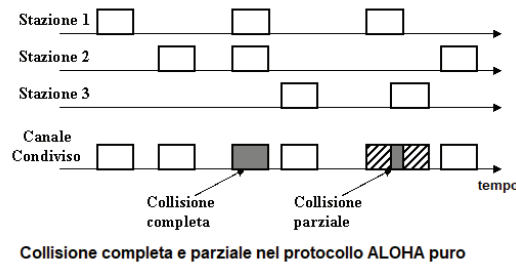 Stazione 1
Stazione 2
Stazione 3
Canale
Condiviso
tempo
Collisione
completa
Collisione
parziale
Collisione completa e parziale nel protocollo ALOHA puro